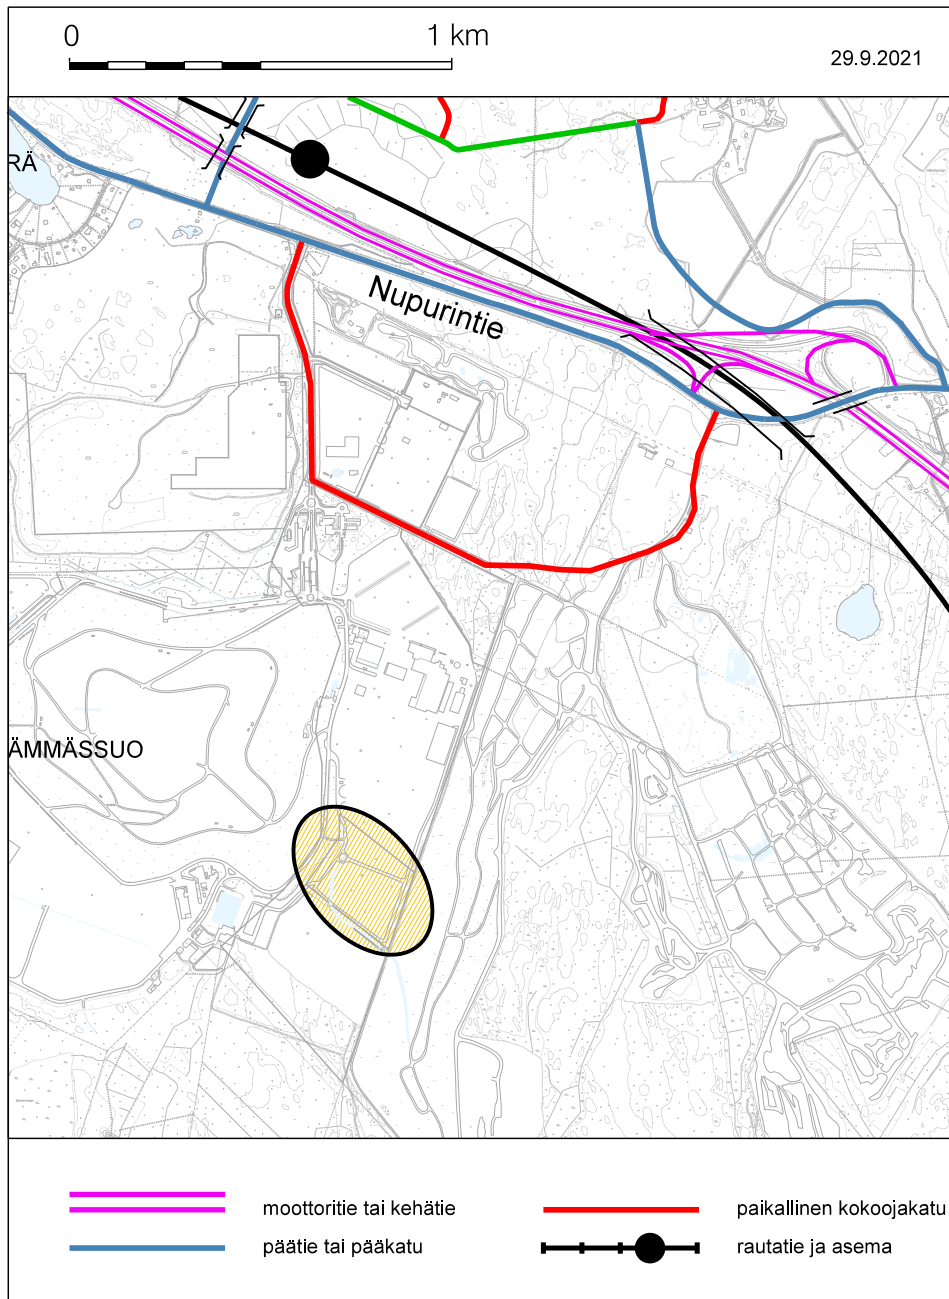 0 1 km
29.9.2021
RÄ
Nupurintie
ÄMMÄSSUO
moottoritie tai kehätie
paikallinen kokoojakatu
päätie tai pääkatu
rautatie ja asema